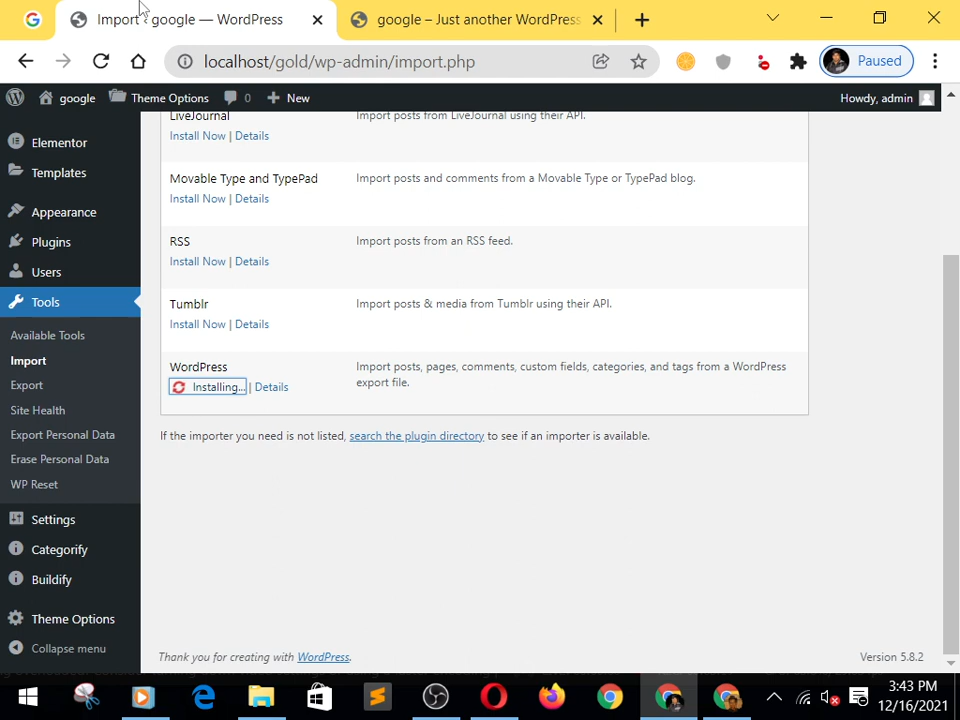 Import ‹ google — WordPress
google – Just another WordPress
localhost/gold/wp-admin/import.php
Paused
google
Theme Options
0
New
Howdy, admin
Elementor
Templates
Appearance
Plugins
Users
Tools
Available Tools
Import
Export
Site Health
Export Personal Data
Erase Personal Data
WP Reset
Settings
Categorify
Buildify
Theme Options
Collapse menu
LiveJournal
Import posts from LiveJournal using their API.
Install Now | Details
Movable Type and TypePad
Import posts and comments from a Movable Type or TypePad blog.
Install Now | Details
RSS
Import posts from an RSS feed.
Install Now | Details
Tumblr
Import posts & media from Tumblr using their API.
Install Now | Details
WordPress
Import posts, pages, comments, custom fields, categories, and tags from a WordPress
export file.
Installing... | Details
If the importer you need is not listed, search the plugin directory to see if an importer is available.
Thank you for creating with WordPress.
Version 5.8.2
3:43 PM
12/16/2021